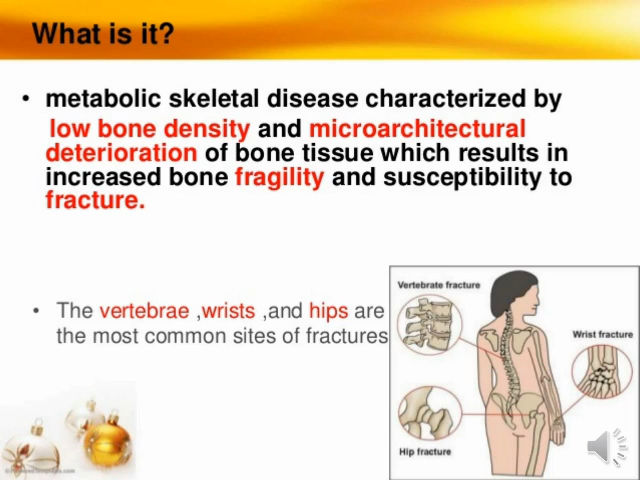 What is it?
• metabolic skeletal disease characterized by
low bone density and microarchitectural
deterioration of bone tissue which results in
increased bone fragility and susceptibility to
fracture.
• The vertebrae ,wrists ,and hips are
the most common sites of fractures
Vertebrate fracture
Wrist fracture
Hip fracture